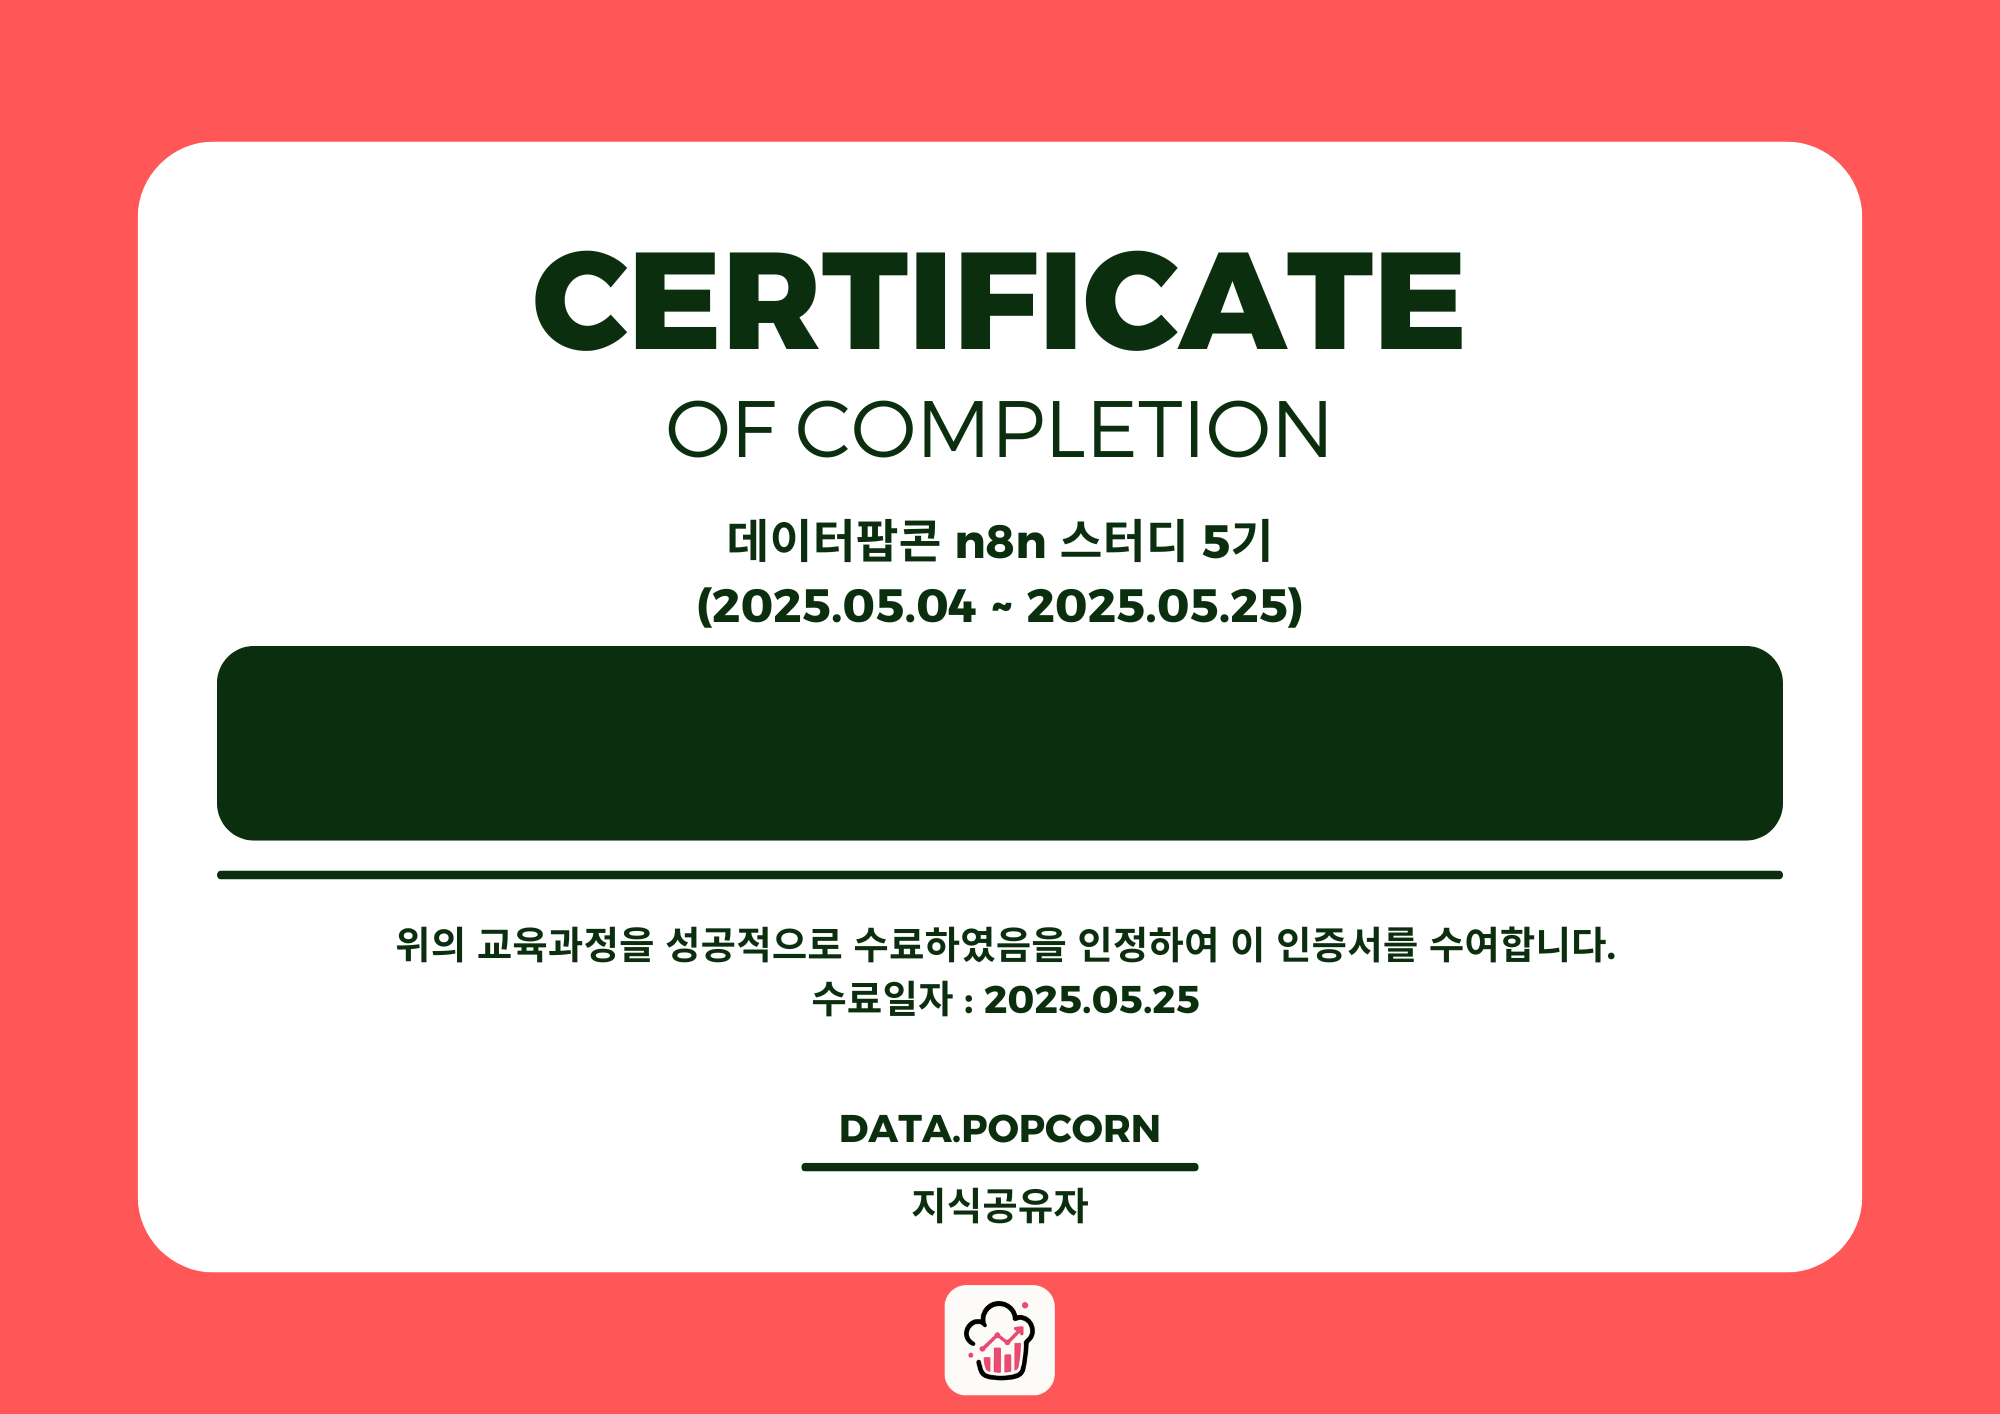 CERTIFICATE
OF COMPLETION
데이터팝콘 n8n 스터디 5기
(2025.05.04 ~ 2025.05.25)
위의 교육과정을 성공적으로 수료하였음을 인정하여 이 인증서를 수여합니다.
수료일자 : 2025.05.25
DATA.POPCORN
지식공유자